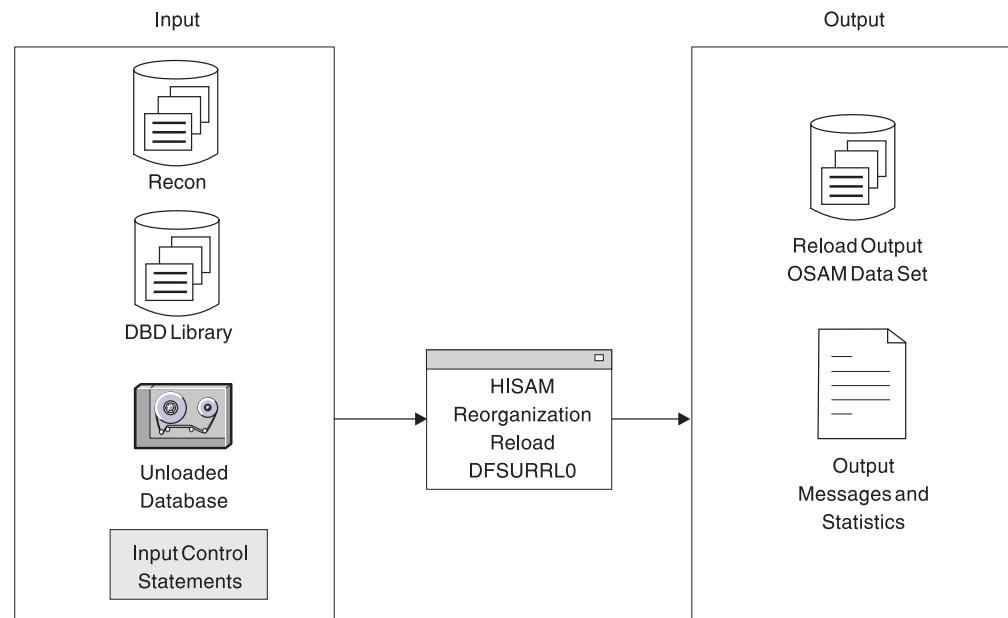 Input
Output
Recon
DBD Library
Unloaded
Database
Input Control
Statements
HISAM
Reorganization
Reload
DFSURRL0
Reload Output
OSAM Data Set
Output
Messages and
Statistics